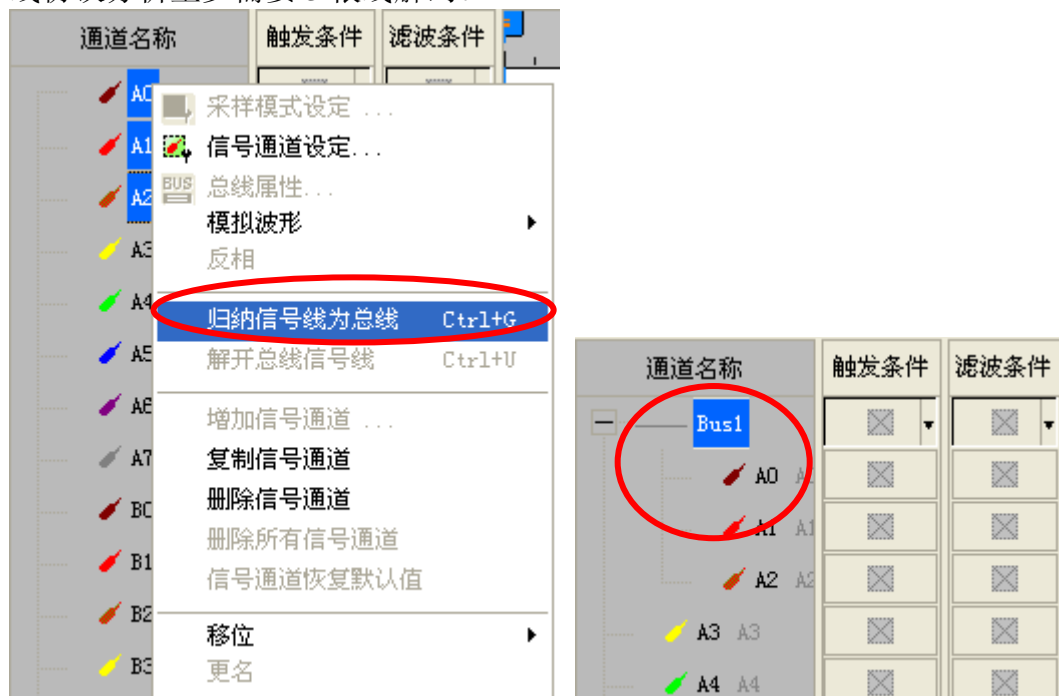 通道名称 触发条件 滤波条件
A0
A1
A2
A3
A4
A5
A6
A7
B0
B1
B2
B3
采样模式设定 ...
信号通道设定...
BUS 总线属性...
模拟波形
反相
归纳信号线为总线 Ctrl+G
解开总线信号线 Ctrl+U
增加信号通道 ...
复制信号通道
删除信号通道
删除所有信号通道
信号通道恢复默认值
移位
更名
通道名称 触发条件 滤波条件
Bus1
A0
A1 A1
A2 A2
A3 A3
A4 A4